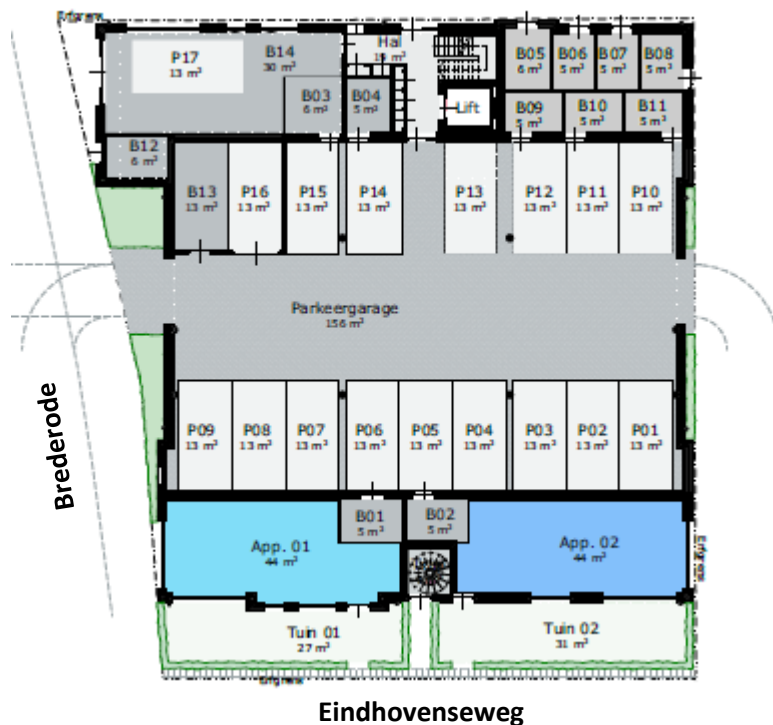 Erfgrens
P17
13 m²
B14
30 m²
Hal
19 m²
B05
6 m²
B06
5 m²
B07
5 m²
B08
5 m²
B03
6 m²
B04
5 m²
Lift
B09
5 m²
B10
5 m²
B11
5 m²
B12
6 m²
B13
13 m²
P16
13 m²
P15
13 m²
P14
13 m²
P13
13 m²
P12
13 m²
P11
13 m²
P10
13 m²
Parkeergarage
156 m²
Brederode
P09
13 m²
P08
13 m²
P07
13 m²
P06
13 m²
P05
13 m²
P04
13 m²
P03
13 m²
P02
13 m²
P01
13 m²
B01
5 m²
B02
5 m²
App. 01
44 m²
App. 02
44 m²
Erfgrens
Tuin 01
27 m²
Tuin 02
31 m²
Erfgrens
Eindhovenseweg